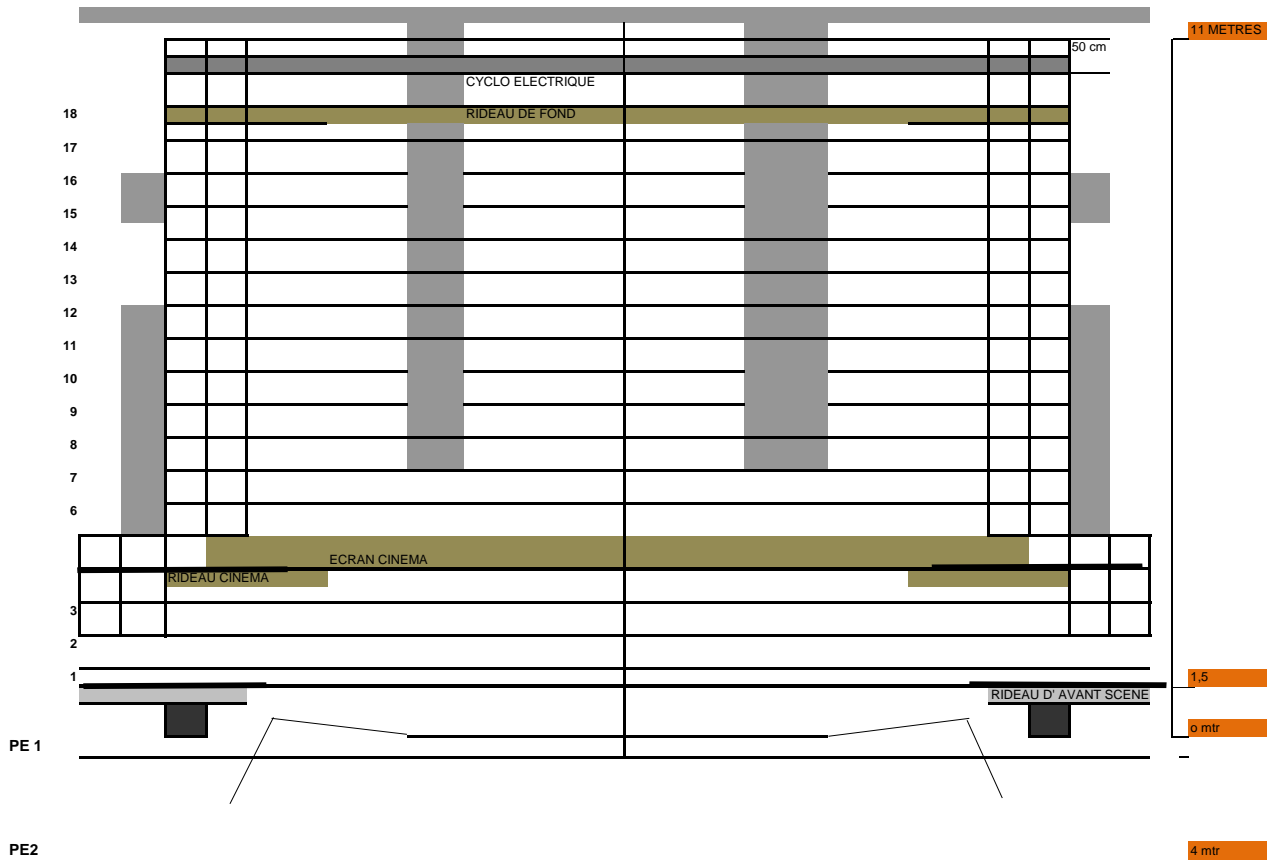 11 METRES
50 cm
CYCLO ELECTRIQUE
18
RIDEAU DE FOND
17
16
15
14
13
12
11
10
9
8
7
6
ECRAN CINEMA
RIDEAU CINEMA
3
2
1
1,5
RIDEAU D' AVANT SCENE
o mtr
PE 1
PE2
4 mtr